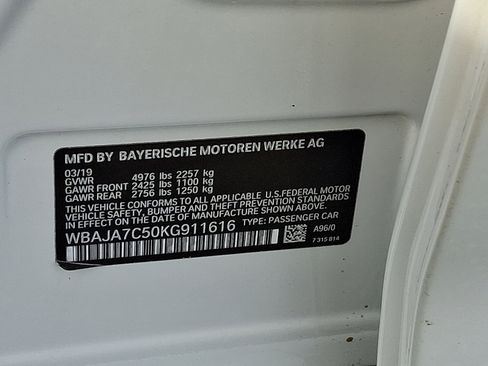 MFD BY BAYERISCHE MOTOREN WERKE AG
03/19
GVWR 4976 lbs 2257 kg
GAWR FRONT 2425 lbs 1100 kg
GAWR REAR 2756 lbs 1250 kg
THIS VEHICLE CONFORMS TO ALL APPLICABLE U.S.FEDERAL MOTOR
VEHICLE SAFETY, BUMPER, AND THEFT PREVENTION STANDARDS
IN EFFECT ON THE DATE OF MANUFACTURE SHOWN ABOVE.
WBAJA7C50KG911616 TYPE: PASSENGER CAR
A96/0
7 315 814